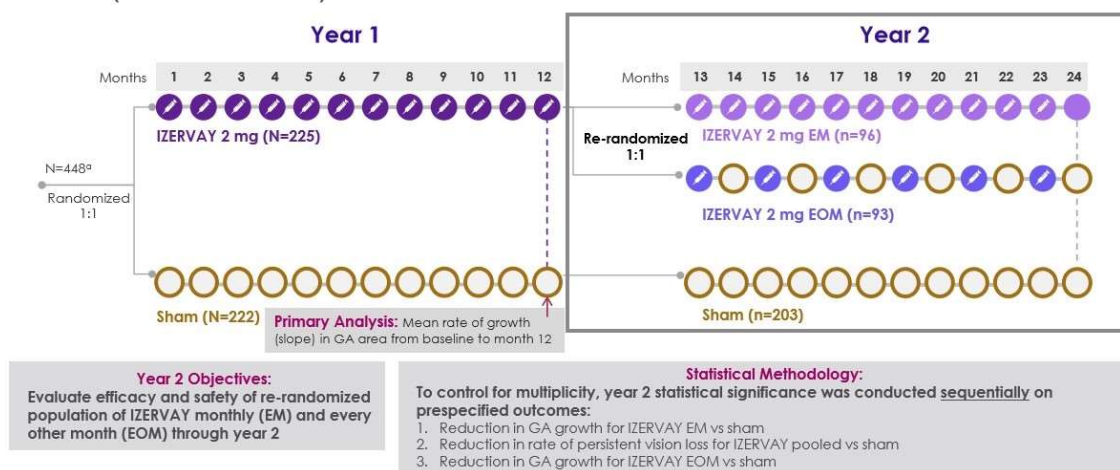 Year 1
Year 2
Months 1 2 3 4 5 6 7 8 9 10 11 12
Months 13 14 15 16 17 18 19 20 21 22 23 24
IZERVAY 2 mg (N=225)
IZERVAY 2 mg EM (n=96)
Re-randomized
1:1
N=448ª
Randomized
1:1
IZERVAY 2 mg EOM (n=93)
Sham (N=222)
Primary Analysis: Mean rate of growth
(slope) in GA area from baseline to month 12
Sham (n=203)
Year 2 Objectives:
Evaluate efficacy and safety of re-randomized
population of IZERVAY monthly (EM) and every
other month (EOM) through year 2
Statistical Methodology:
To control for multiplicity, year 2 statistical significance was conducted sequentially on
prespecified outcomes:
1. Reduction in GA growth for IZERVAY EM vs sham
2. Reduction in rate of persistent vision loss for IZERVAY pooled vs sham
3. Reduction in GA growth for IZERVAY EOM vs sham